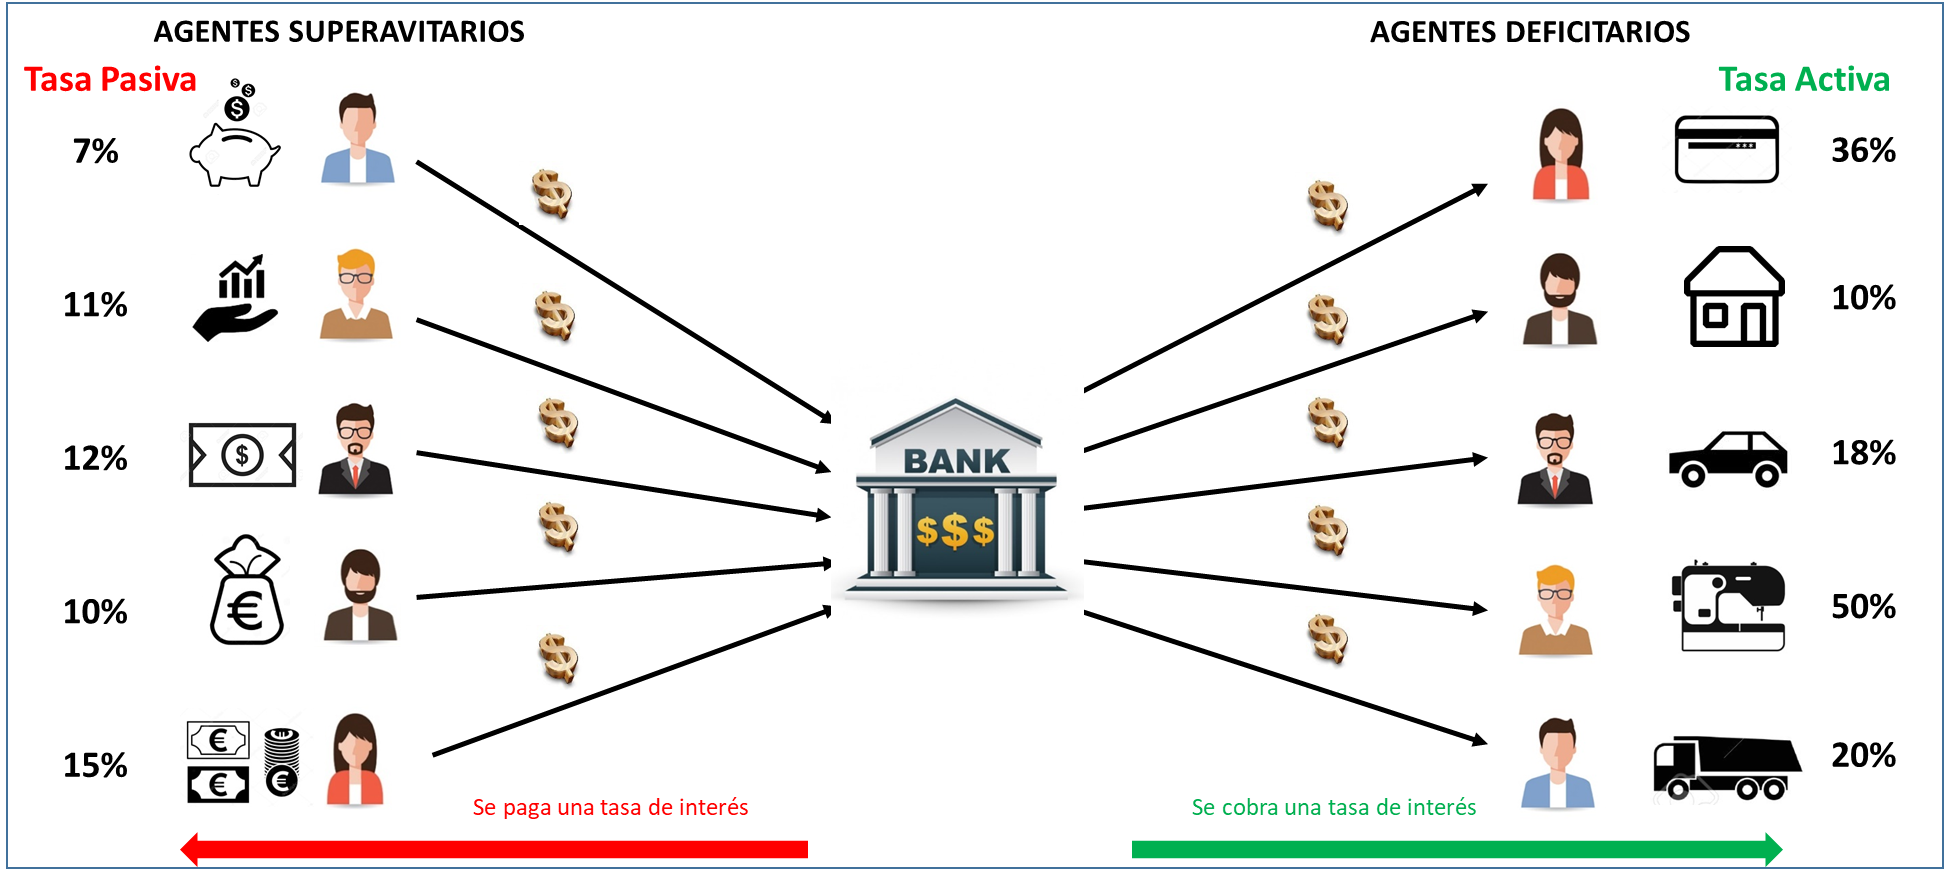 AGENTES SUPERAVITARIOS
AGENTES DEFICITARIOS
Tasa Pasiva
Tasa Activa
7%
11%
12%
10%
15%
BANK
$$$
36%
10%
18%
50%
20%
Se paga una tasa de interés
Se cobra una tasa de interés